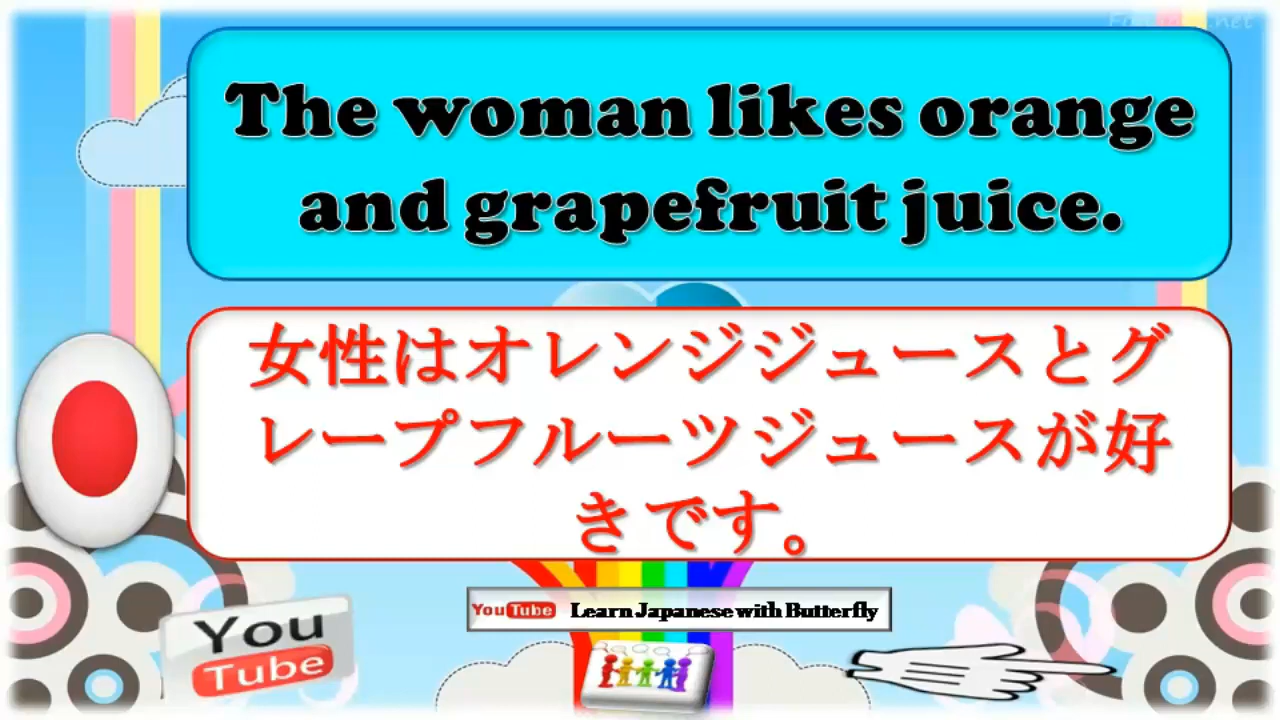 The woman likes orange
and grapefruit juice.
女性はオレンジジュースとグ
レープフルーツジュースが好
きです。
YouTube Learn Japanese with Butterfly
You
Tube